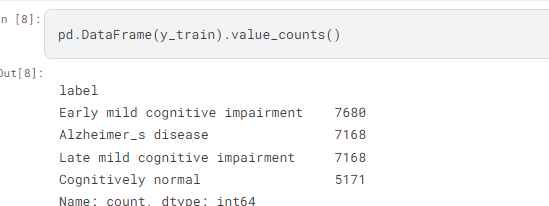 n [8]:
pd.DataFrame(y_train).value_counts()
Out[8]:
label
Early mild cognitive impairment    7680
Alzheimer_s disease                7168
Late mild cognitive impairment     7168
Cognitively normal                 5171
Name: count, dtype: int64